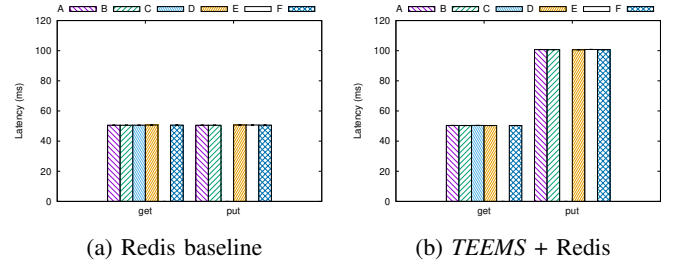 A B C D E F
Latency (ms)
120
100
80
60
40
20
0
get put
(a) Redis baseline
A B C D E F
Latency (ms)
120
100
80
60
40
20
0
get put
(b) TEEMS + Redis